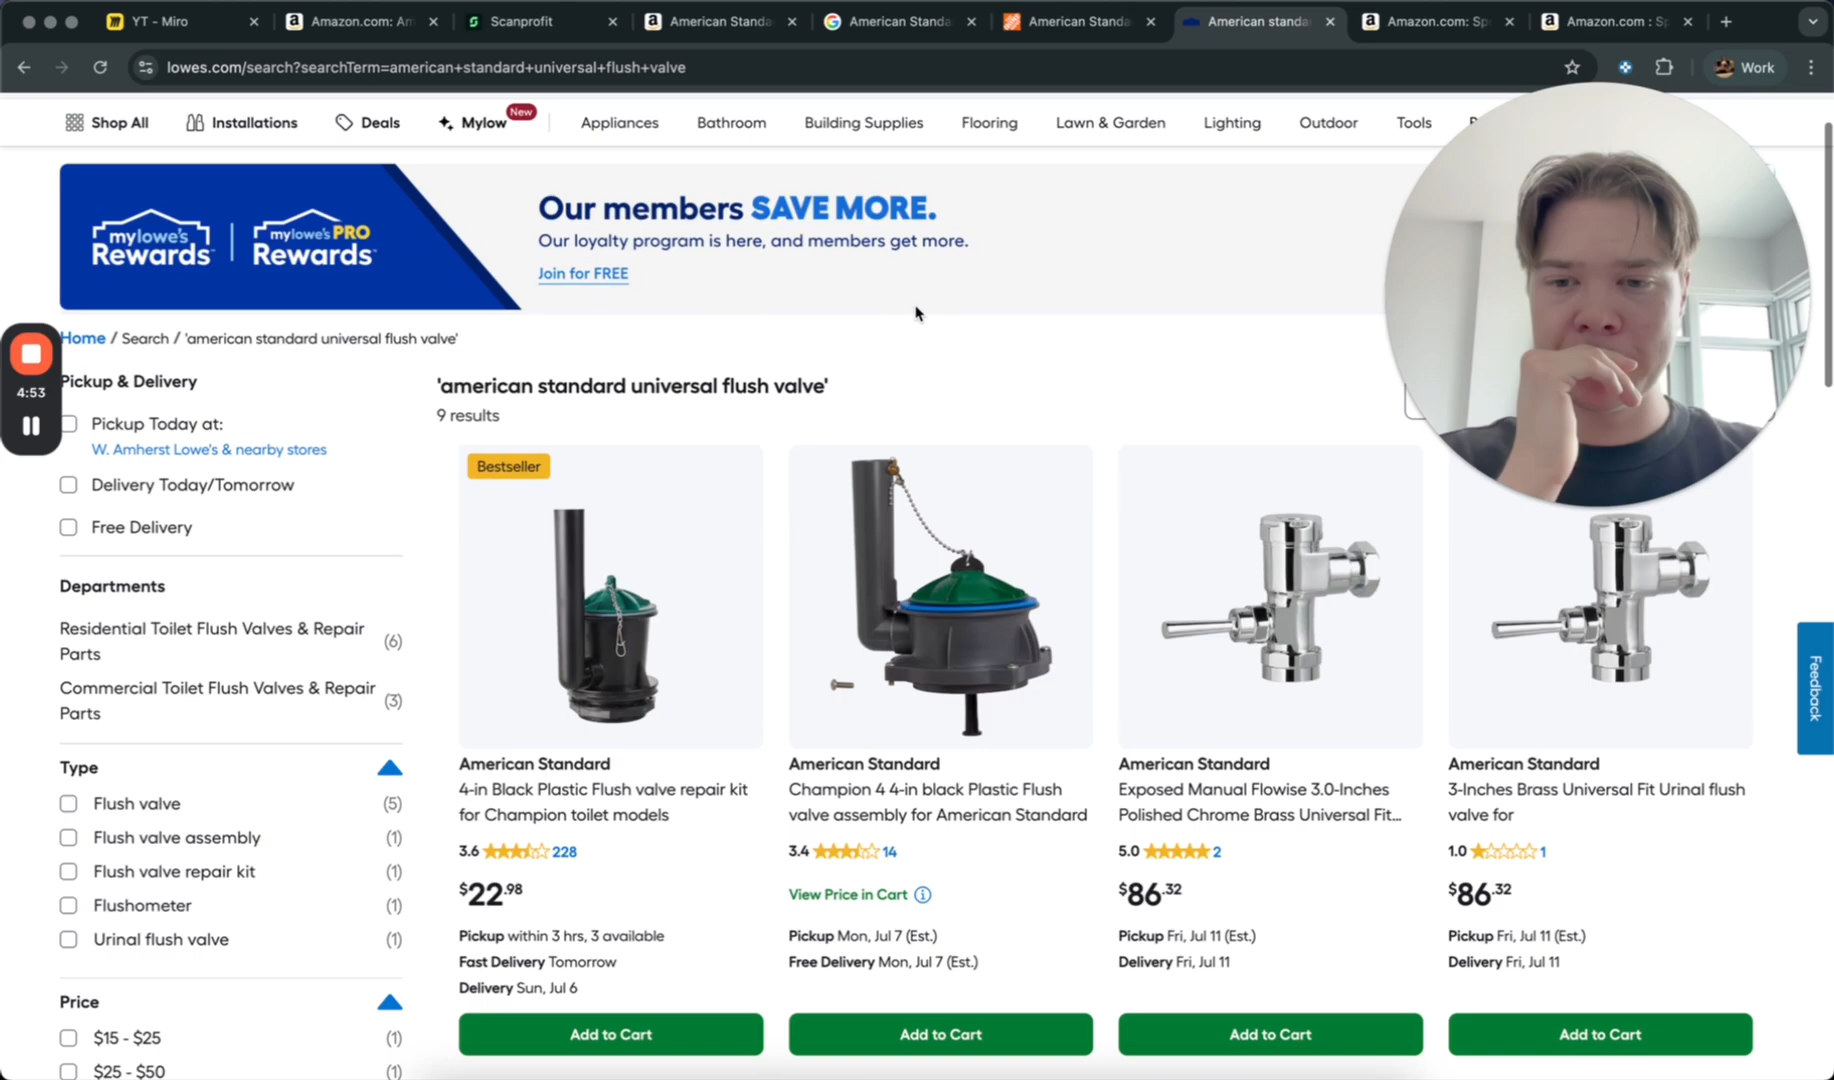 YT - Miro
Amazon.com: Am
Scanprofit
American Standa
American Standa
American Standa
American standa
Amazon.com: Sp
Amazon.com : Sp
lowes.com/search?searchTerm=american+standard+universal+flush+valve
Work
Shop All
Installations
Deals
Mylow
New
Appliances
Bathroom
Building Supplies
Flooring
Lawn & Garden
Lighting
Outdoor
Tools
mylowe's
Rewards
mylowe's PRO
Rewards
Our members SAVE MORE.
Our loyalty program is here, and members get more.
Join for FREE
4:53
Home / Search / 'american standard universal flush valve'
Pickup & Delivery
Pickup Today at:
W. Amherst Lowe's & nearby stores
Delivery Today/Tomorrow
Free Delivery
Departments
Residential Toilet Flush Valves & Repair
Parts
(6)
Commercial Toilet Flush Valves & Repair
Parts
(3)
Type
Flush valve (5)
Flush valve assembly (1)
Flush valve repair kit (1)
Flushometer (1)
Urinal flush valve (1)
Price
$15 - $25 (1)
$25 - $50 (1)
'american standard universal flush valve'
9 results
Bestseller
American Standard
4-in Black Plastic Flush valve repair kit
for Champion toilet models
3.6 228
$22.98
Pickup within 3 hrs, 3 available
Fast Delivery Tomorrow
Delivery Sun, Jul 6
Add to Cart
American Standard
Champion 4 4-in black Plastic Flush
valve assembly for American Standard
3.4 14
View Price in Cart
Pickup Mon, Jul 7 (Est.)
Free Delivery Mon, Jul 7 (Est.)
Add to Cart
American Standard
Exposed Manual Flowise 3.0-Inches
Polished Chrome Brass Universal Fit...
5.0 2
$86.32
Pickup Fri, Jul 11 (Est.)
Delivery Fri, Jul 11
Add to Cart
American Standard
3-Inches Brass Universal Fit Urinal flush
valve for
1.0 1
$86.32
Pickup Fri, Jul 11 (Est.)
Delivery Fri, Jul 11
Add to Cart
Feedback